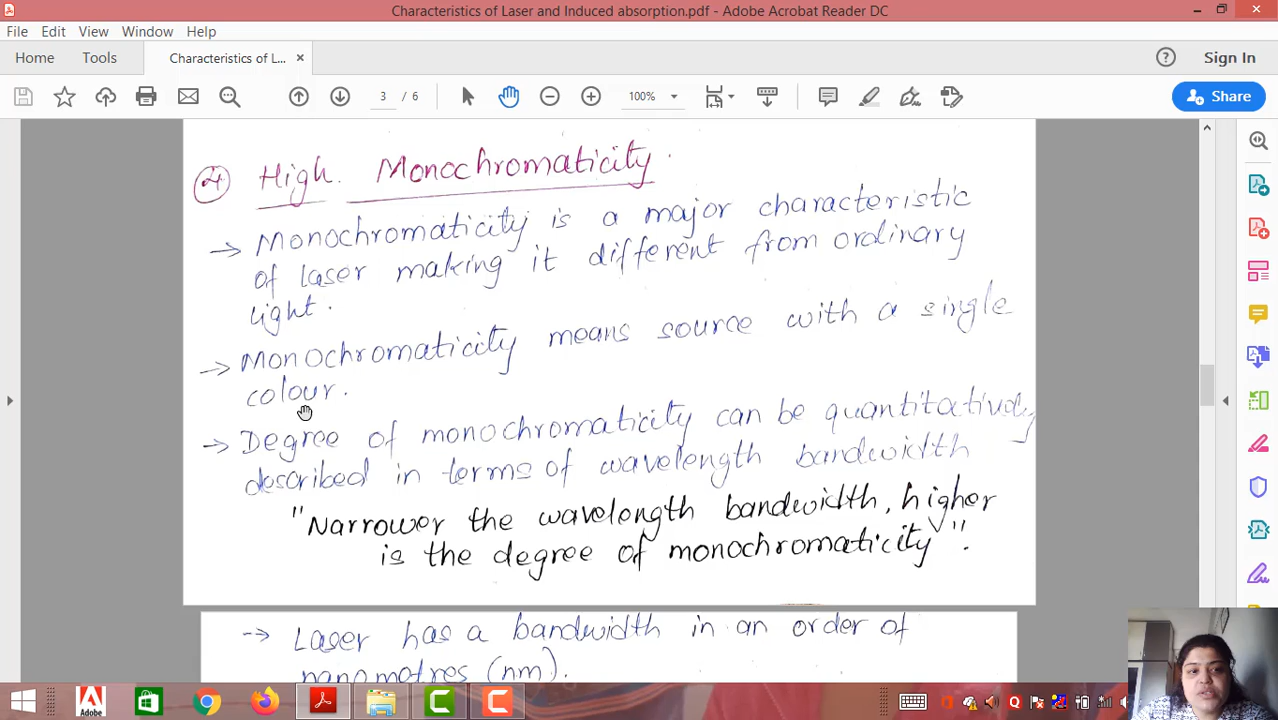 Characteristics of Laser and Induced absorption.pdf - Adobe Acrobat Reader DC
File Edit View Window Help
Home Tools Characteristics of L... × Sign In
3 / 6 100% Share
4 High Monochromaticity.
→ Monochromaticity is a major characteristic
of laser making it different from ordinary
light.
→ Monochromaticity means source with a single
colour.
→ Degree of monochromaticity can be quantitatively
described in terms of wavelength bandwidth
"Narrower the wavelength bandwidth, higher
is the degree of monochromaticity".
→ Laser has a bandwidth in an order of
nanometres (nm).
Adobe